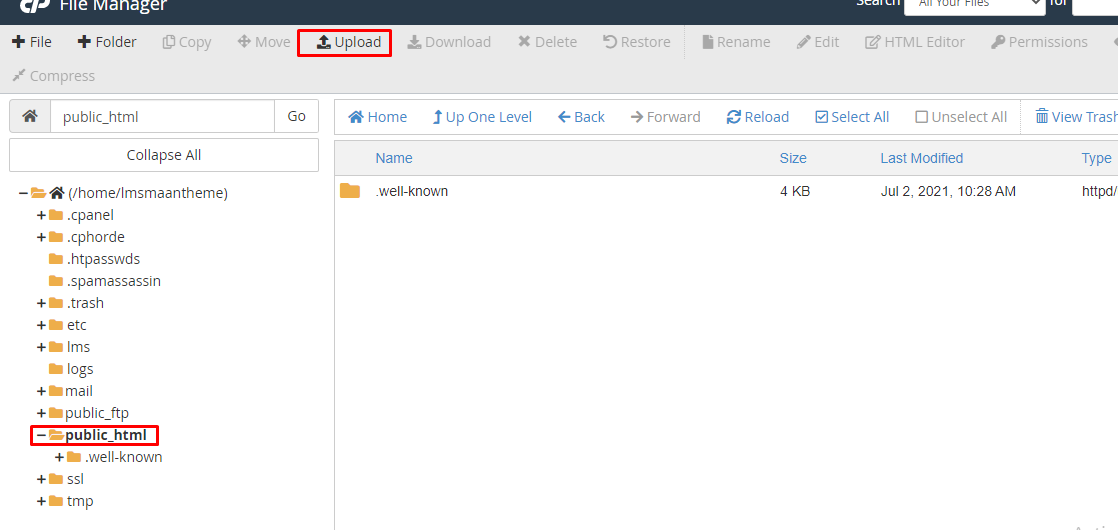 cP File Manager Search All Your Files for
File Folder Copy Move Upload Download Delete Restore Rename Edit HTML Editor Permissions
Compress
public_html Go
Home Up One Level Back Forward Reload Select All Unselect All View Trash
Collapse All
Name Size Last Modified Type
(/home/lmsmaantheme)
.well-known 4 KB Jul 2, 2021, 10:28 AM httpd/
.cpanel
.cphorde
.htpasswds
.spamassassin
.trash
etc
lms
logs
mail
public_ftp
public_html
.well-known
ssl
tmp